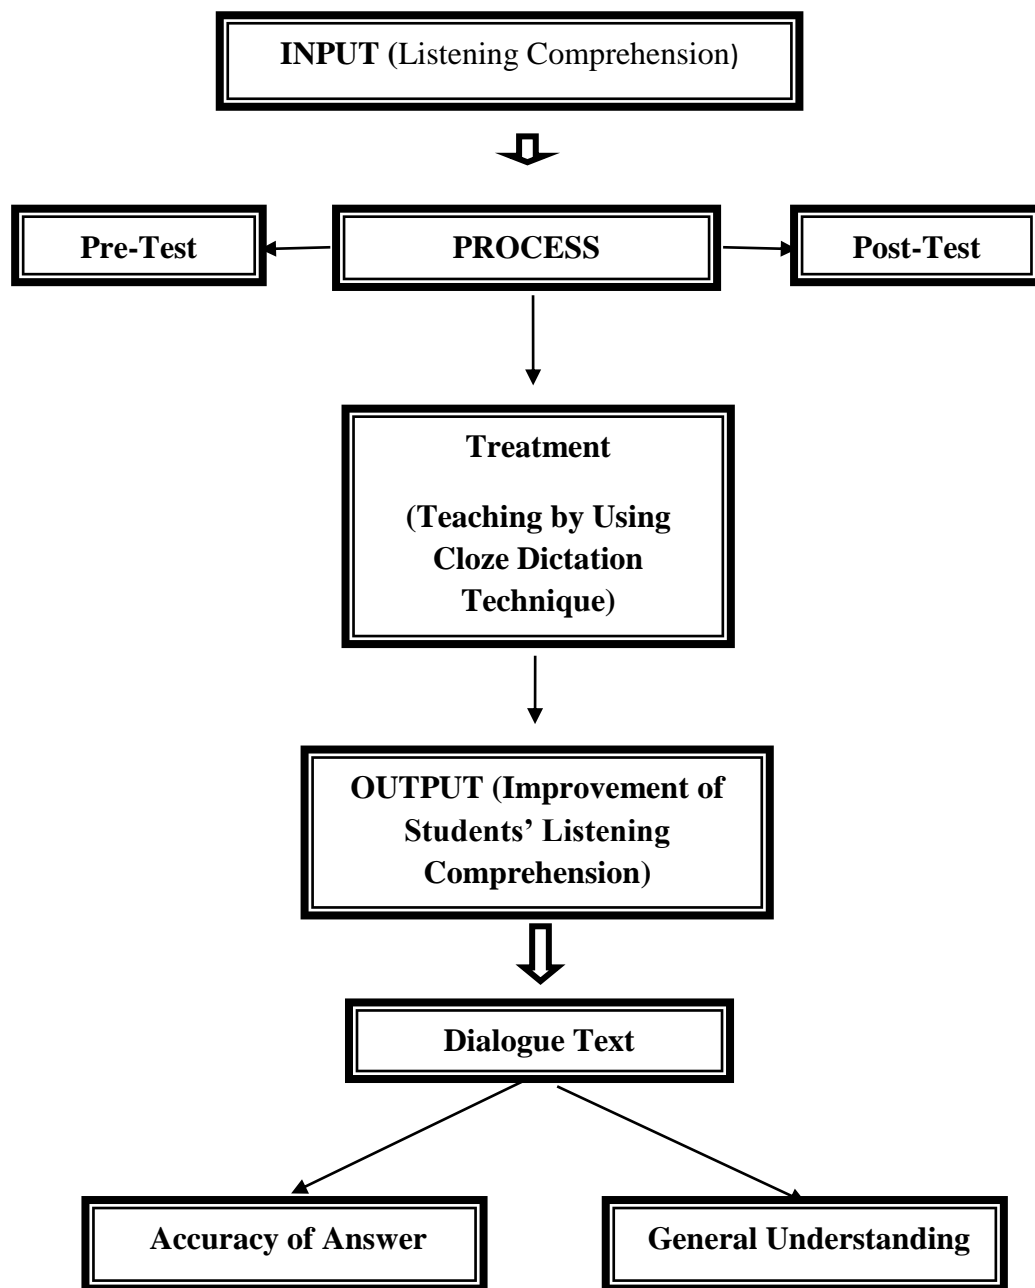 INPUT (Listening Comprehension)
Pre-Test
PROCESS
Post-Test
Treatment
(Teaching by Using
Cloze Dictation
Technique)
OUTPUT (Improvement of
Students’ Listening
Comprehension)
Dialogue Text
Accuracy of Answer
General Understanding